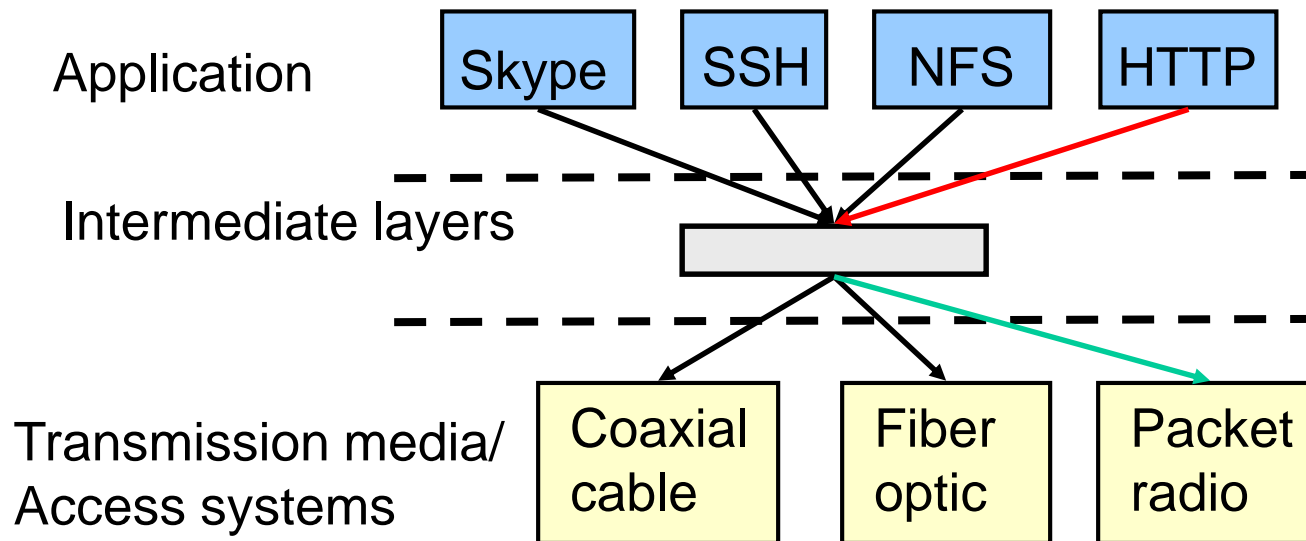 Application
Skype
SSH
NFS
HTTP
Intermediate layers
Transmission media/
Access systems
Coaxial
cable
Fiber
optic
Packet
radio